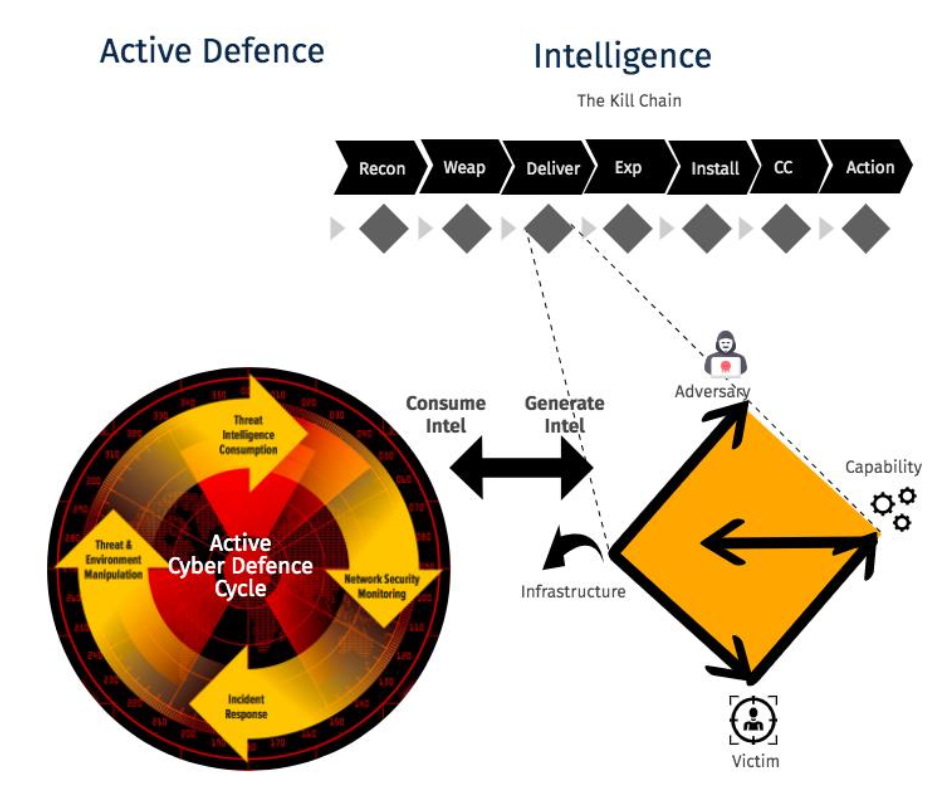 Active Defence
Intelligence
The Kill Chain
Recon
Weap
Deliver
Exp
Install
CC
Action
Adversary
Consume
Intel
Generate
Intel
Capability
Threat
Intelligence
Consumption
Threat &
Environment
Manipulation
Active
Cyber Defence
Cycle
Network Security
Monitoring
Incident
Response
Infrastructure
Victim